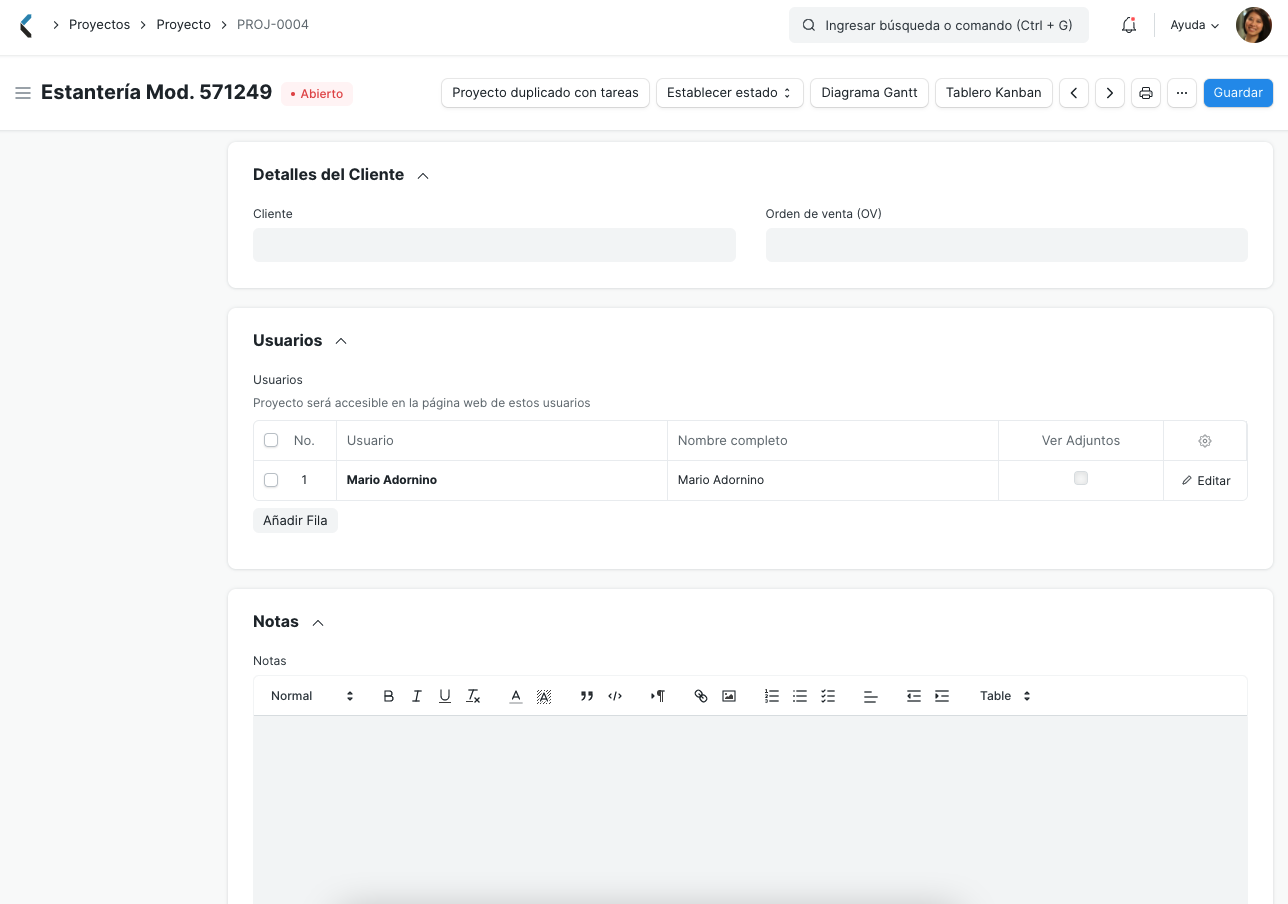 Proyectos Proyecto PROJ-0004
Ingresar búsqueda o comando (Ctrl + G)
Ayuda
Estantería Mod. 571249
Abierto
Proyecto duplicado con tareas
Establecer estado
Diagrama Gantt
Tablero Kanban
Guardar
Detalles del Cliente
Cliente
Orden de venta (OV)
Usuarios
Usuarios
Proyecto será accesible en la página web de estos usuarios
No. Usuario Nombre completo Ver Adjuntos
1 Mario Adornino Mario Adornino Editar
Añadir Fila
Notas
Notas
Normal Table